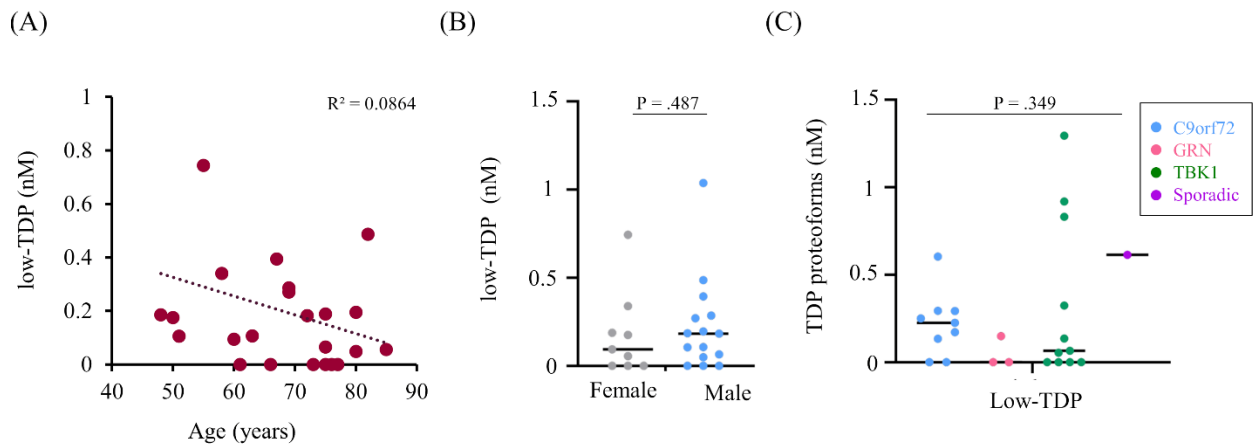 (A)
R² = 0.0864
1
0.8
0.6
0.4
0.2
0
low-TDP (nM)
40 50 60 70 80 90
Age (years)
(B)
P = .487
1.5
1
0.5
0
low-TDP (nM)
Female Male
(C)
P = .349
1.5
1
0.5
0
TDP proteoforms (nM)
Low-TDP
C9orf72
GRN
TBK1
Sporadic